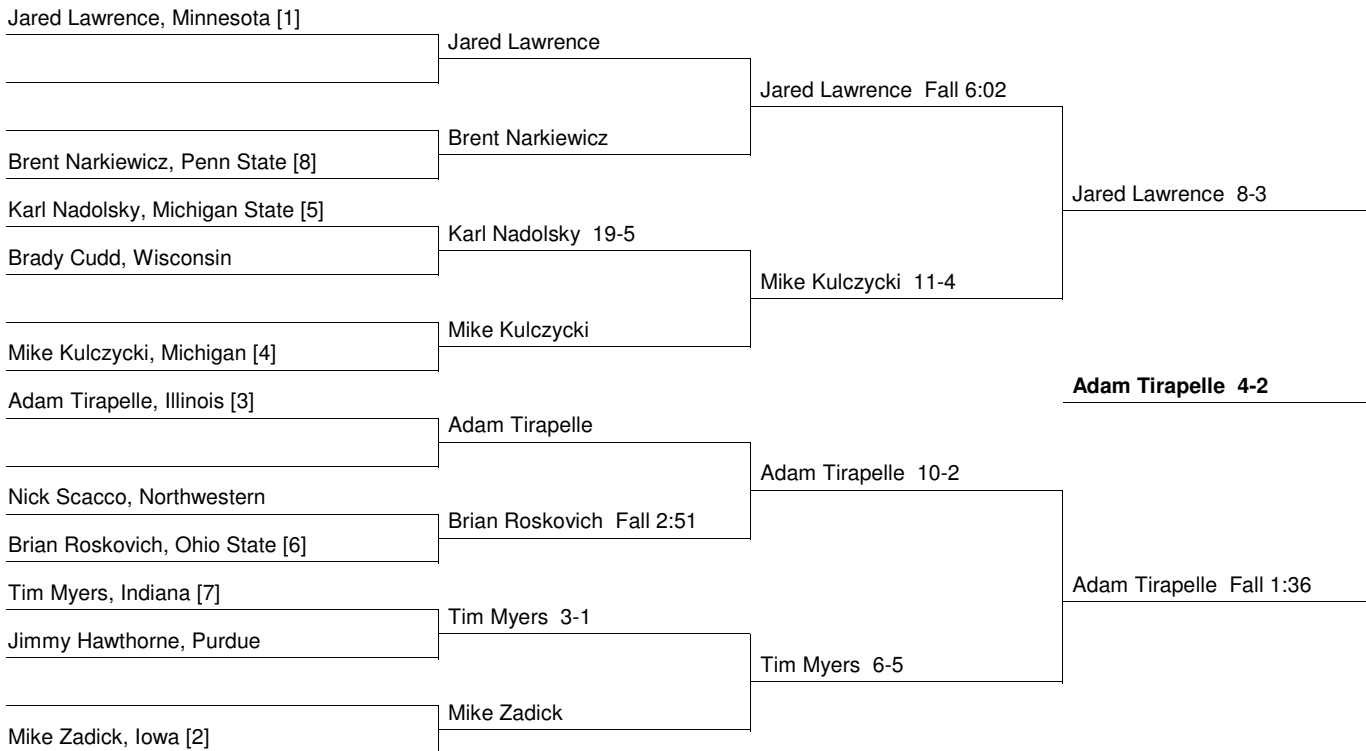 Jared Lawrence, Minnesota [1]
Jared Lawrence
Jared Lawrence  Fall 6:02
Brent Narkiewicz
Brent Narkiewicz, Penn State [8]
Jared Lawrence  8-3
Karl Nadolsky, Michigan State [5]
Karl Nadolsky  19-5
Brady Cudd, Wisconsin
Mike Kulczycki  11-4
Mike Kulczycki
Mike Kulczycki, Michigan [4]
Adam Tirapelle  4-2
Adam Tirapelle, Illinois [3]
Adam Tirapelle
Adam Tirapelle  10-2
Nick Scacco, Northwestern
Brian Roskovich  Fall 2:51
Brian Roskovich, Ohio State [6]
Adam Tirapelle  Fall 1:36
Tim Myers, Indiana [7]
Tim Myers  3-1
Jimmy Hawthorne, Purdue
Tim Myers  6-5
Mike Zadick
Mike Zadick, Iowa [2]